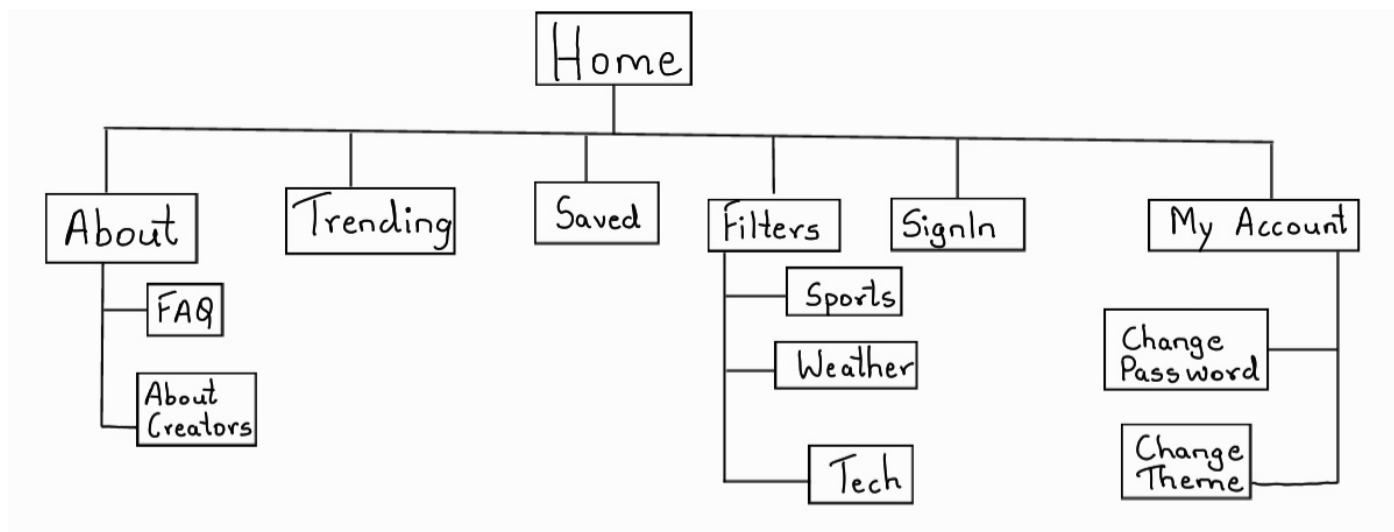 Home
About
Trending
Saved
Filters
SignIn
My Account
FAQ
About
Creators
Sports
Weather
Tech
Change
Password
Change
Theme